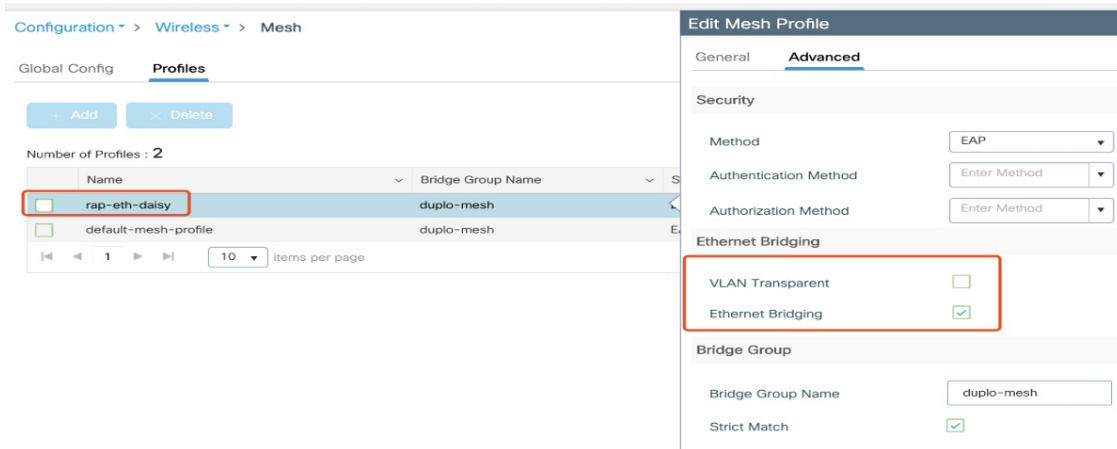 Configuration > Wireless > Mesh
Global Config Profiles
+ Add × Delete
Number of Profiles : 2
Name Bridge Group Name S
rap-eth-daisy duplo-mesh
default-mesh-profile duplo-mesh EA
1 10 items per page
Edit Mesh Profile
General Advanced
Security
Method EAP
Authentication Method Enter Method
Authorization Method Enter Method
Ethernet Bridging
VLAN Transparent
Ethernet Bridging
Bridge Group
Bridge Group Name duplo-mesh
Strict Match